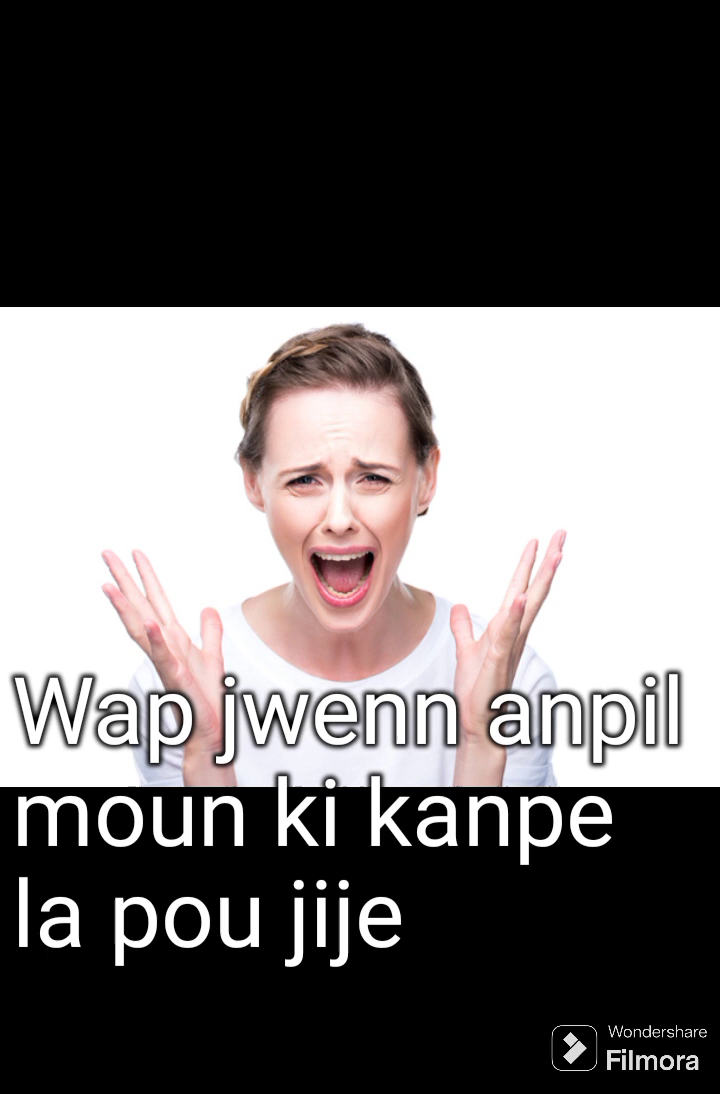 Wap jwenn anpil
moun ki kanpe
la pou jije
Wondershare
Filmora